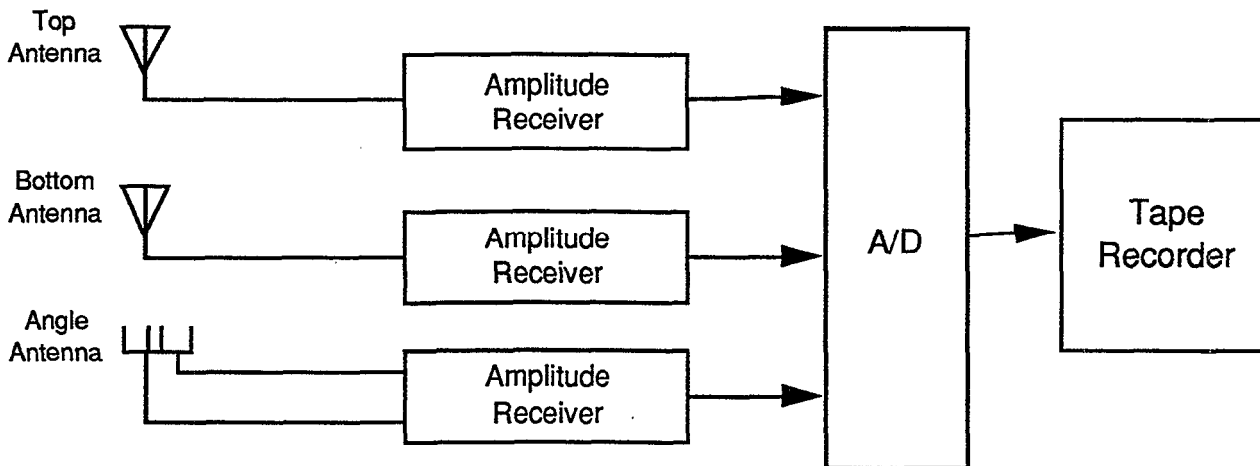 Top
Antenna
Amplitude
Receiver
Bottom
Antenna
Amplitude
Receiver
A/D
Tape
Recorder
Angle
Antenna
Amplitude
Receiver